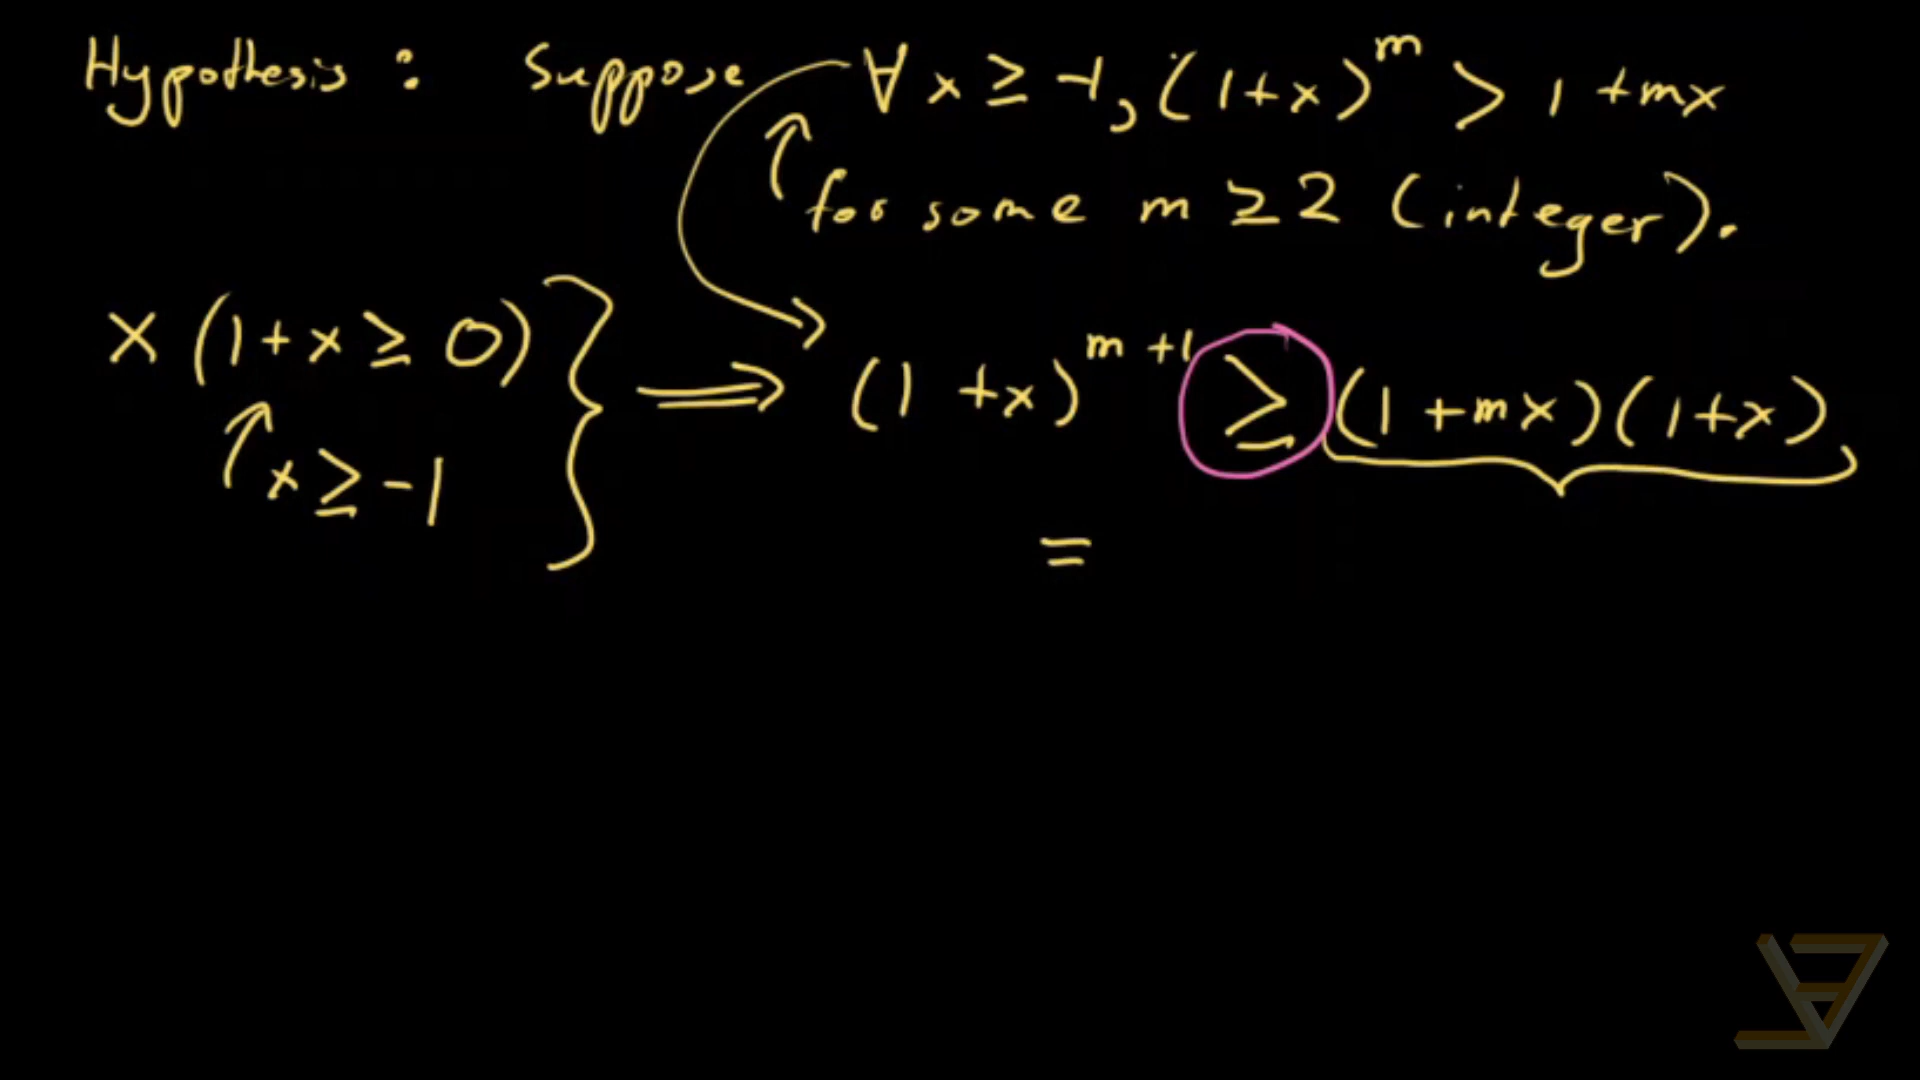 Hypothesis : Suppose ∀ x ≥ -1, (1+x)^m > 1 +mx
for some m ≥ 2 (integer).
× (1+x ≥ 0) } ⟹ (1+x)^{m+1} ≥ (1+mx)(1+x)
x ≥ -1
=